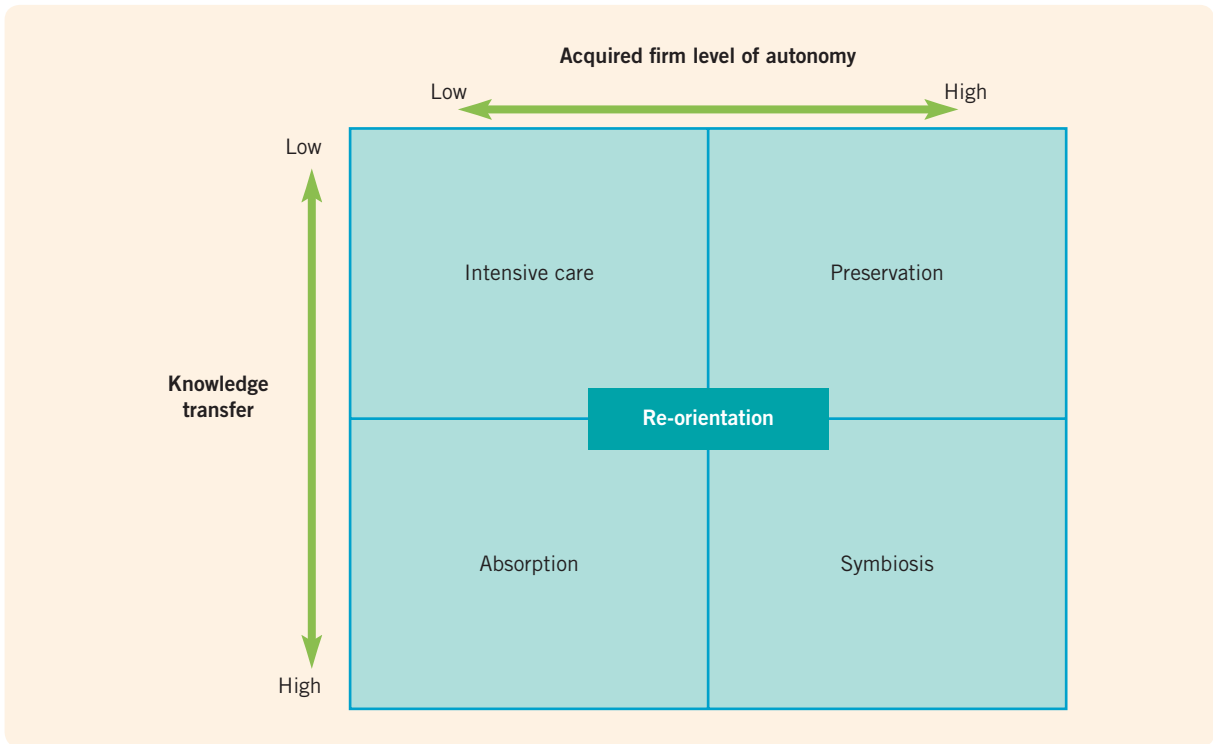 Acquired firm level of autonomy
Low
High
Low
Intensive care
Preservation
Knowledge
transfer
Re-orientation
Absorption
Symbiosis
High